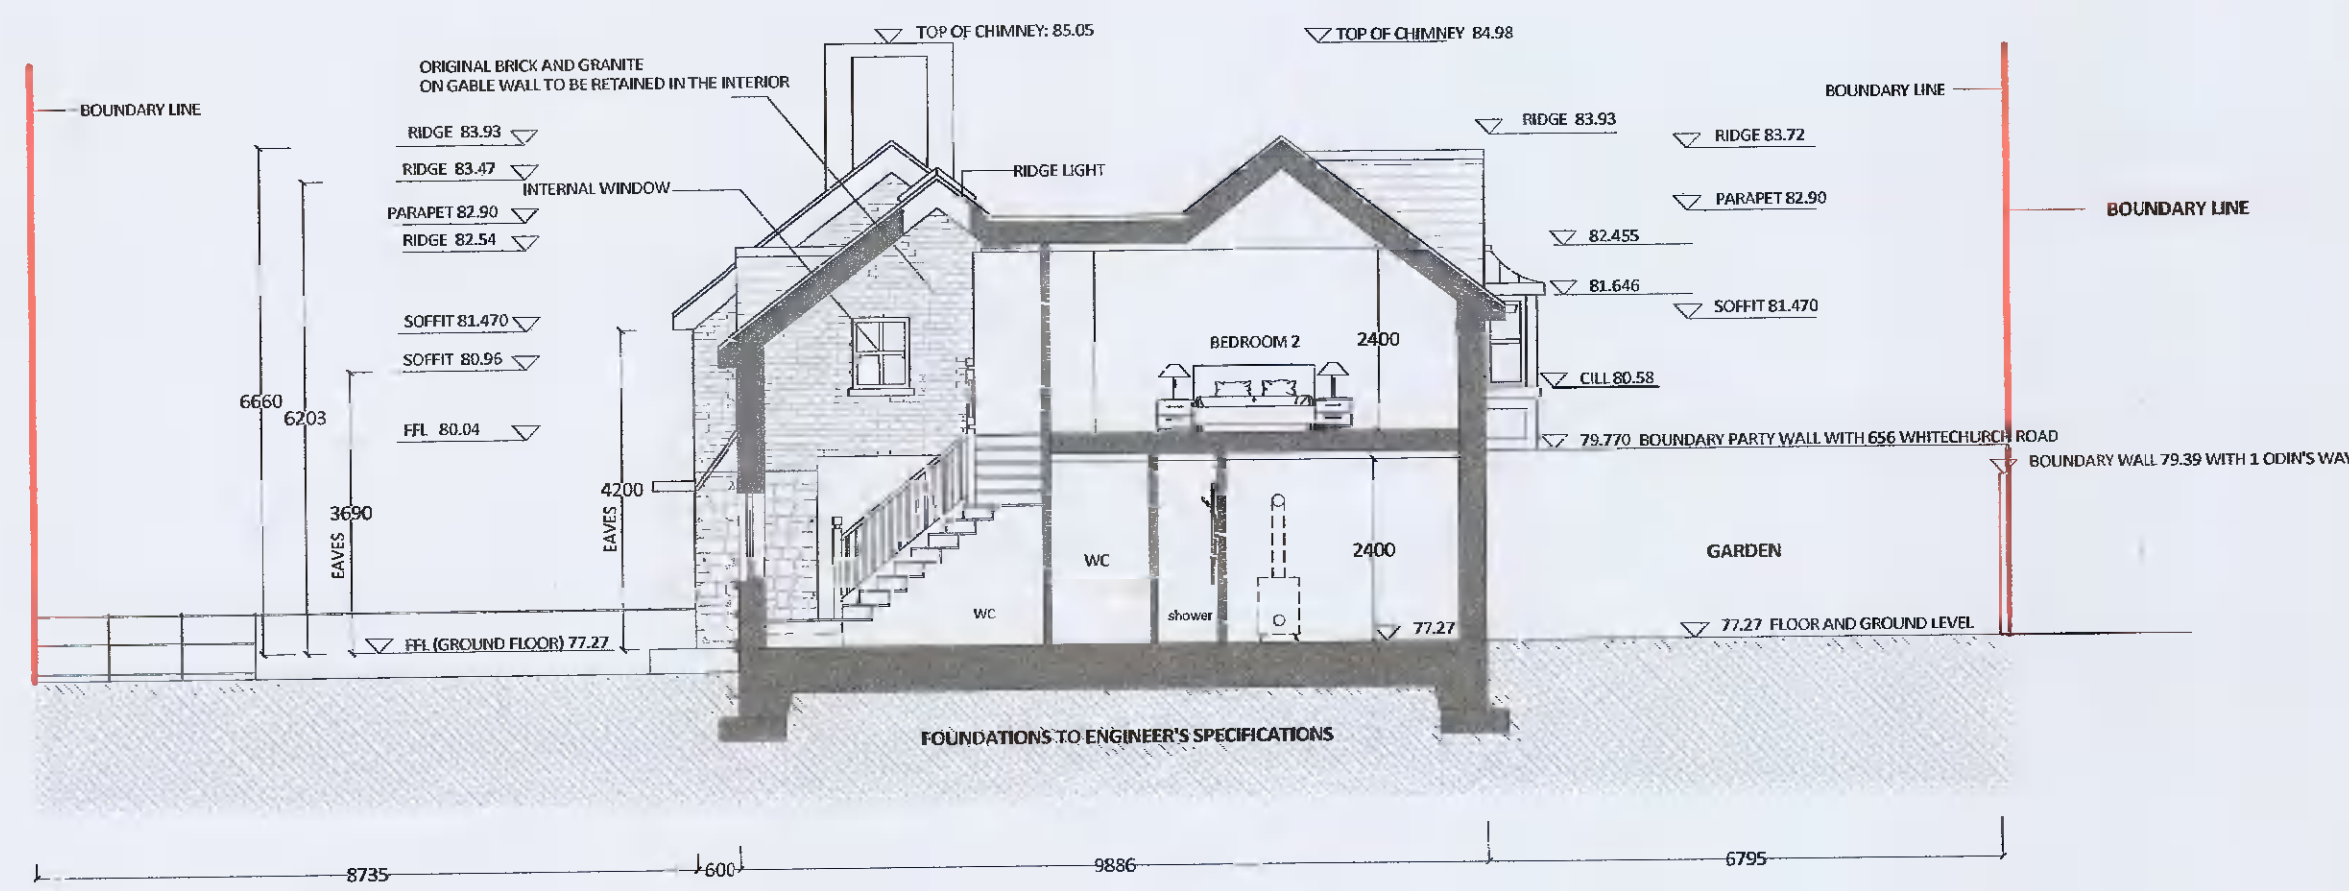 TOP OF CHIMNEY: 85.05
TOP OF CHIMNEY 84.98
ORIGINAL BRICK AND GRANITE
ON GABLE WALL TO BE RETAINED IN THE INTERIOR
BOUNDARY LINE
BOUNDARY LINE
RIDGE 83.93
RIDGE 83.93
RIDGE 83.72
RIDGE 83.47
RIDGE LIGHT
INTERNAL WINDOW
PARAPET 82.90
PARAPET 82.90
BOUNDARY LINE
RIDGE 82.54
82.455
81.646
SOFFIT 81.470
SOFFIT 81.470
BEDROOM 2
2400
SOFFIT 80.96
CILL 80.58
6660
6203
FFL 80.04
79.770 BOUNDARY PARTY WALL WITH 656 WHITECHURCH ROAD
BOUNDARY WALL 79.39 WITH 1 ODIN'S WAY
4200
EAVES
3690
EAVES
WC
2400
GARDEN
WC
shower
77.27
77.27 FLOOR AND GROUND LEVEL
FFL (GROUND FLOOR) 77.27
FOUNDATIONS TO ENGINEER'S SPECIFICATIONS
8735
600
9886
6795